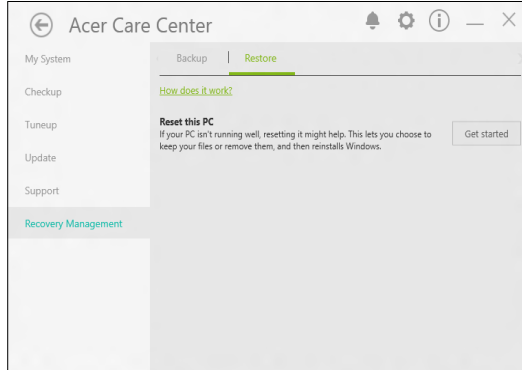 Acer Care Center
My System
Checkup
Tuneup
Update
Support
Recovery Management
Backup
Restore
How does it work?
Reset this PC
If your PC isn't running well, resetting it might help. This lets you choose to
keep your files or remove them, and then reinstalls Windows.
Get started